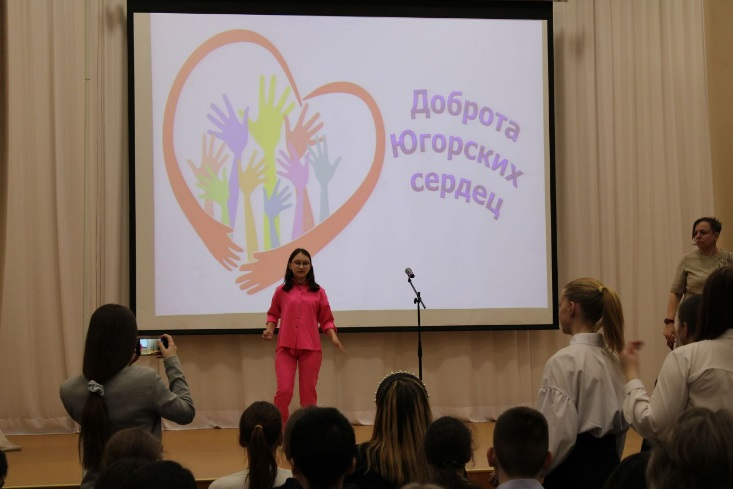 Доброта
Югорских
сердец